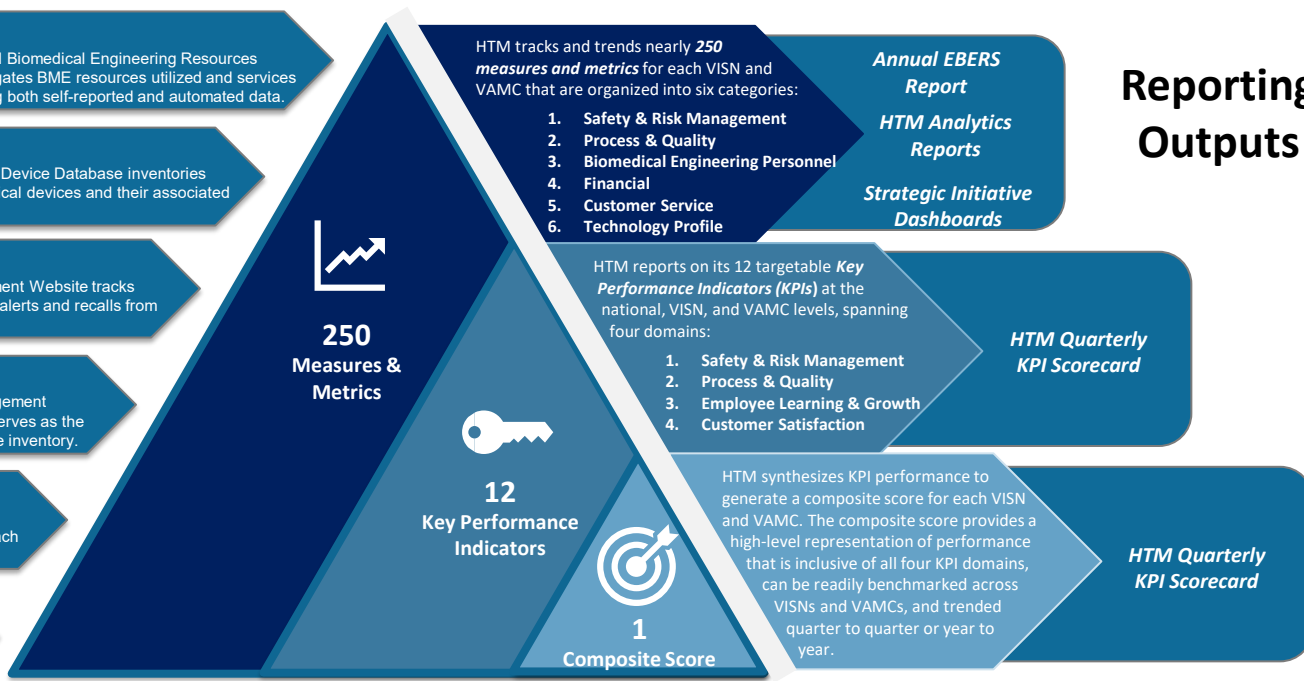 Biomedical Engineering Resources
BME resources utilized and services
both self-reported and automated data.
Device Database inventories
devices and their associated
Website tracks
alerts and recalls from
serves as the
inventory.
250
Measures &
Metrics
12
Key Performance
Indicators
1
Composite Score
HTM tracks and trends nearly 250
measures and metrics for each VISN and
VAMC that are organized into six categories:
1. Safety & Risk Management
2. Process & Quality
3. Biomedical Engineering Personnel
4. Financial
5. Customer Service
6. Technology Profile
Annual EBERS
Report
HTM Analytics
Reports
Strategic Initiative
Dashboards
Reporting
Outputs
HTM reports on its 12 targetable Key
Performance Indicators (KPIs) at the
national, VISN, and VAMC levels, spanning
four domains:
1. Safety & Risk Management
2. Process & Quality
3. Employee Learning & Growth
4. Customer Satisfaction
HTM Quarterly
KPI Scorecard
HTM synthesizes KPI performance to
generate a composite score for each VISN
and VAMC. The composite score provides a
high-level representation of performance
that is inclusive of all four KPI domains,
can be readily benchmarked across
VISNs and VAMCs, and trended
quarter to quarter or year to
year.
HTM Quarterly
KPI Scorecard